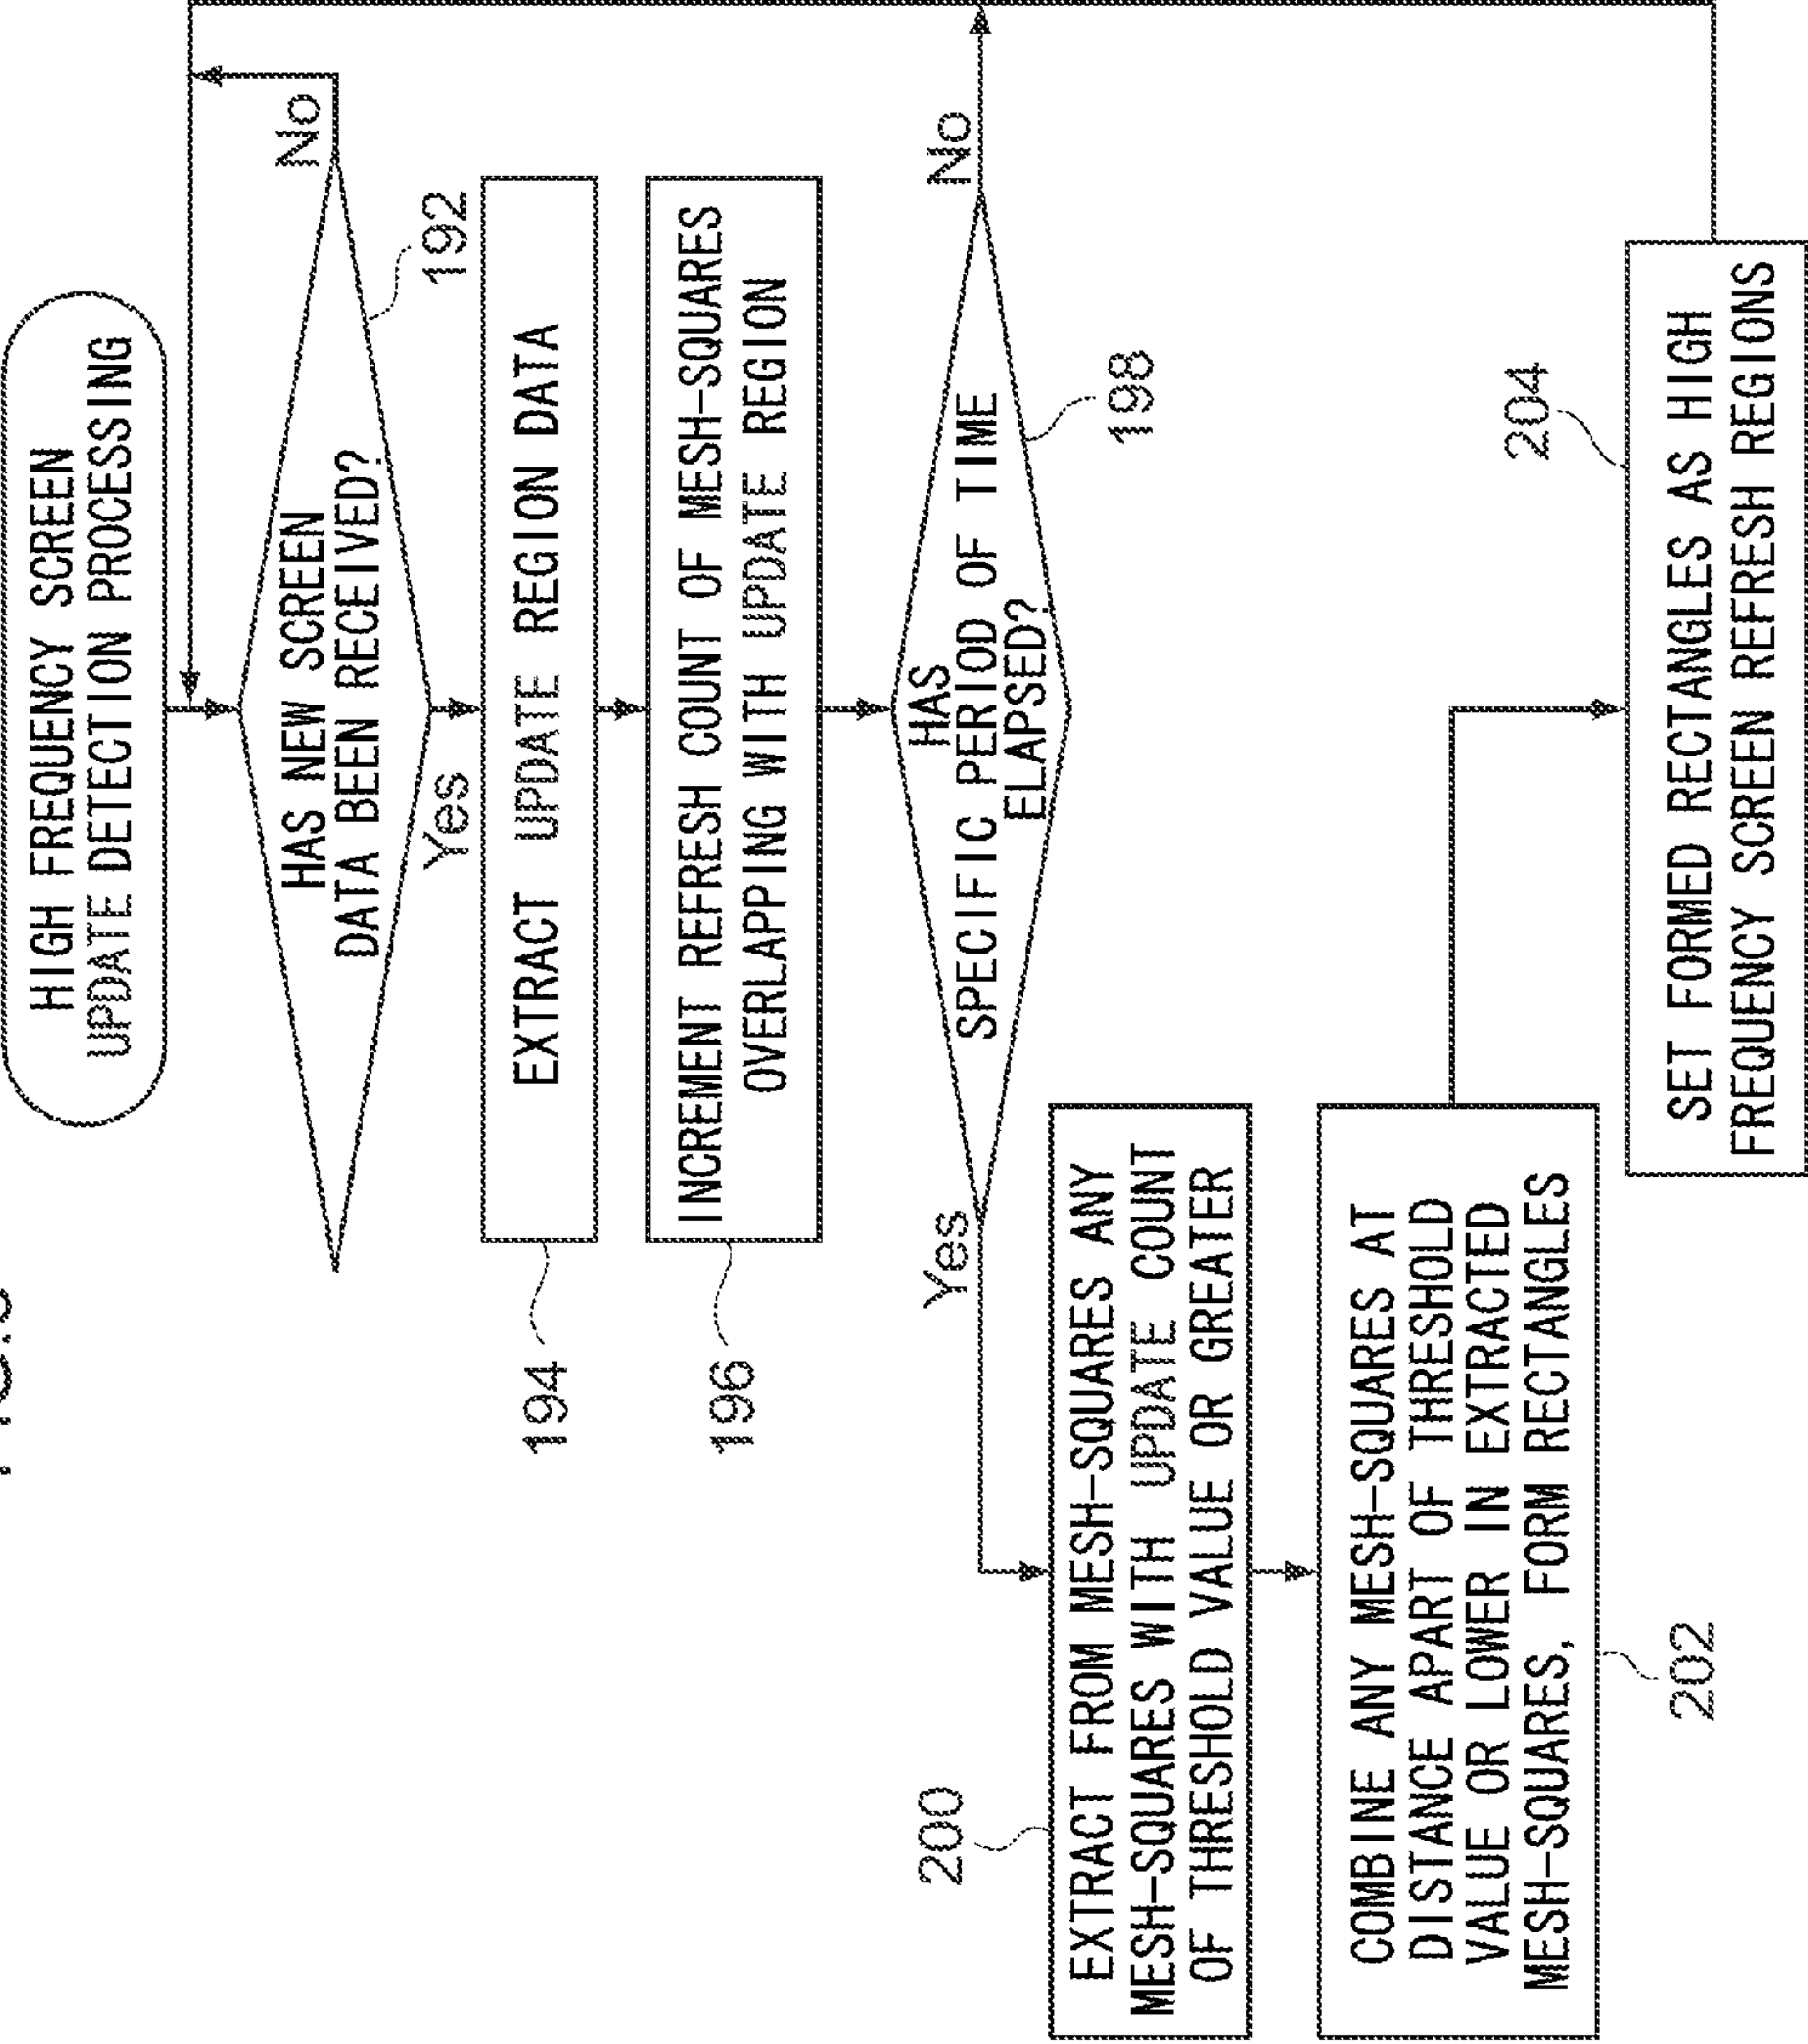 HIGH FREQUENCY SCREEN
UPDATE DETECTION PROCESSING
HAS NEW SCREEN
DATA BEEN RECEIVED?
No
192
Yes
EXTRACT UPDATE REGION DATA
194
INCREMENT REFRESH COUNT OF MESH-SQUARES
OVERLAPPING WITH UPDATE REGION
196
HAS
SPECIFIC PERIOD OF TIME
ELAPSED?
No
198
Yes
EXTRACT FROM MESH-SQUARES ANY
MESH-SQUARES WITH UPDATE COUNT
OF THRESHOLD VALUE OR GREATER
200
COMBINE ANY MESH-SQUARES AT
DISTANCE APART OF THRESHOLD
VALUE OR LOWER IN EXTRACTED
MESH-SQUARES, FORM RECTANGLES
202
204
SET FORMED RECTANGLES AS HIGH
FREQUENCY SCREEN REFRESH REGIONS